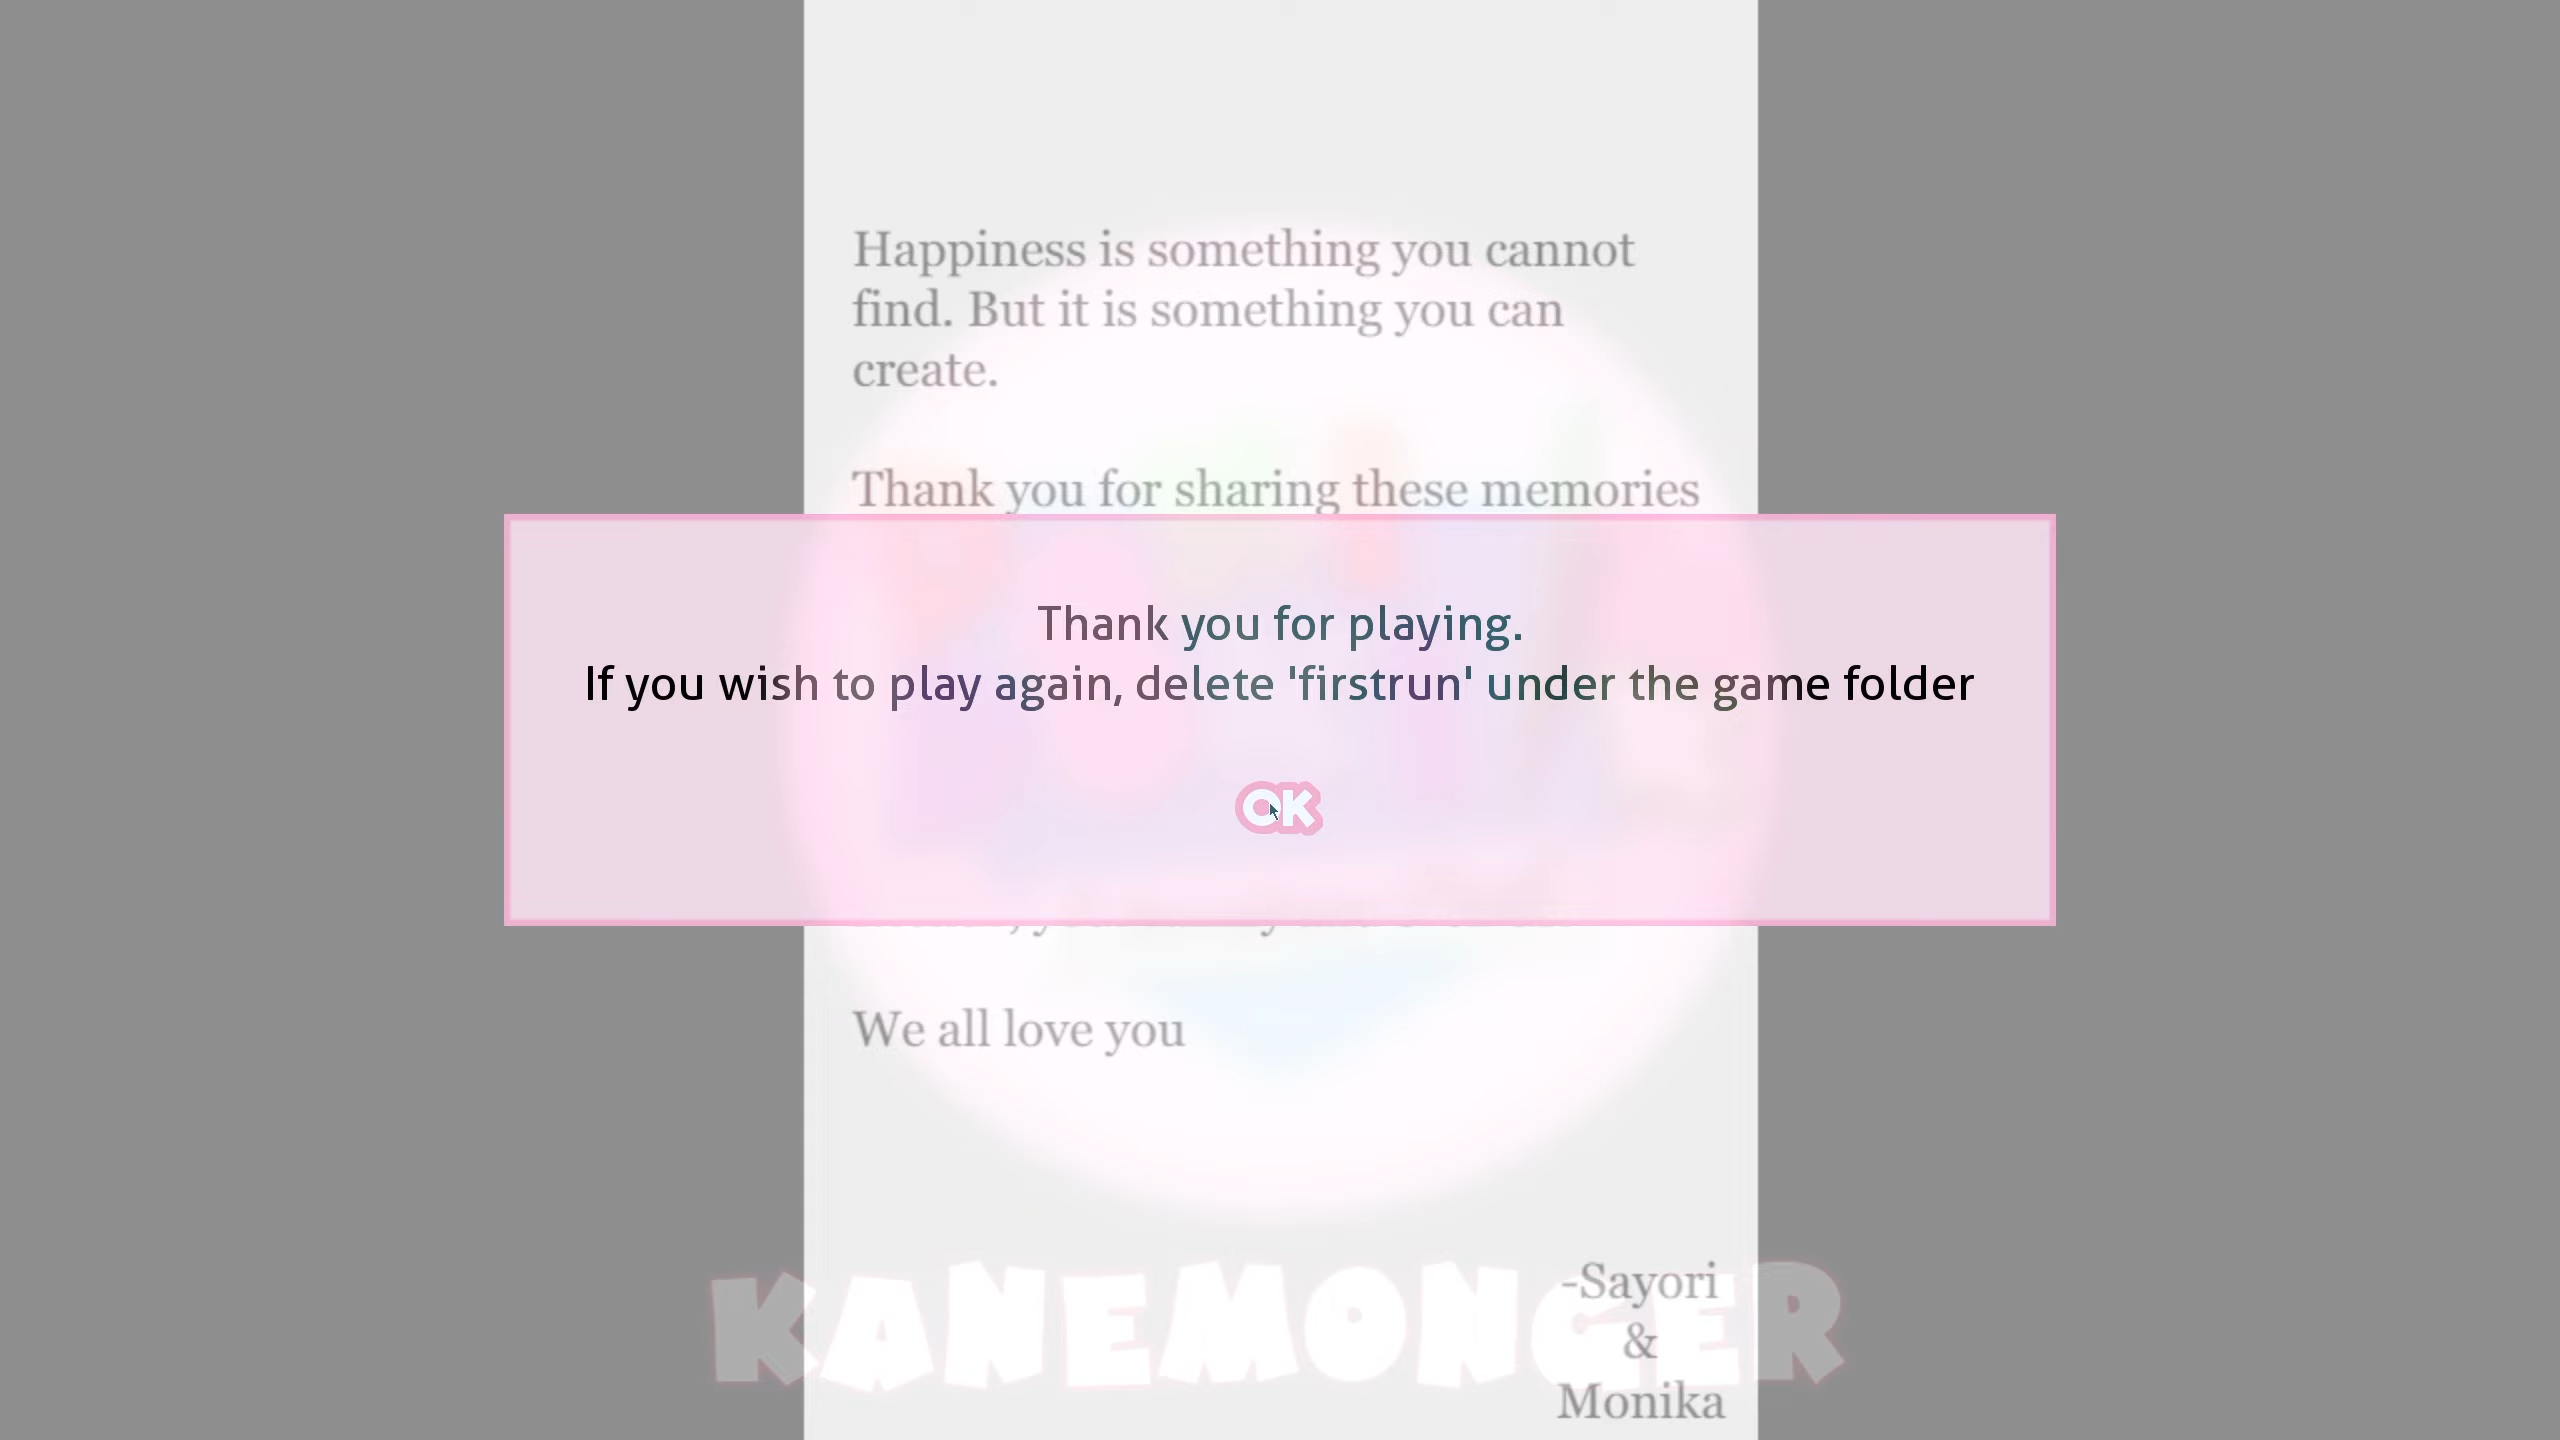 Happiness is something you cannot
find. But it is something you can
create.
Thank you for sharing these memories
Thank you for playing.
If you wish to play again, delete 'firstrun' under the game folder
OK
We all love you
-Sayori
&
Monika
KANEMONGER